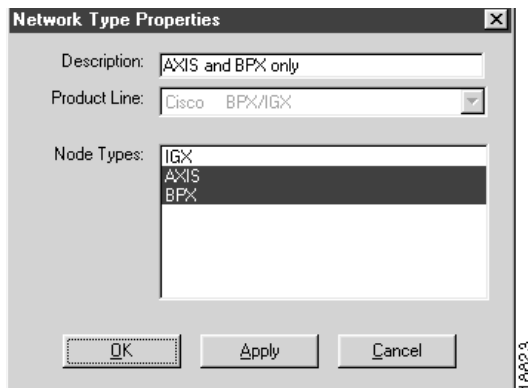 Network Type Properties
Description: AXIS and BPX only
Product Line: Cisco BPX/IGX
Node Types: IGX
AXIS
BPX
OK Apply Cancel